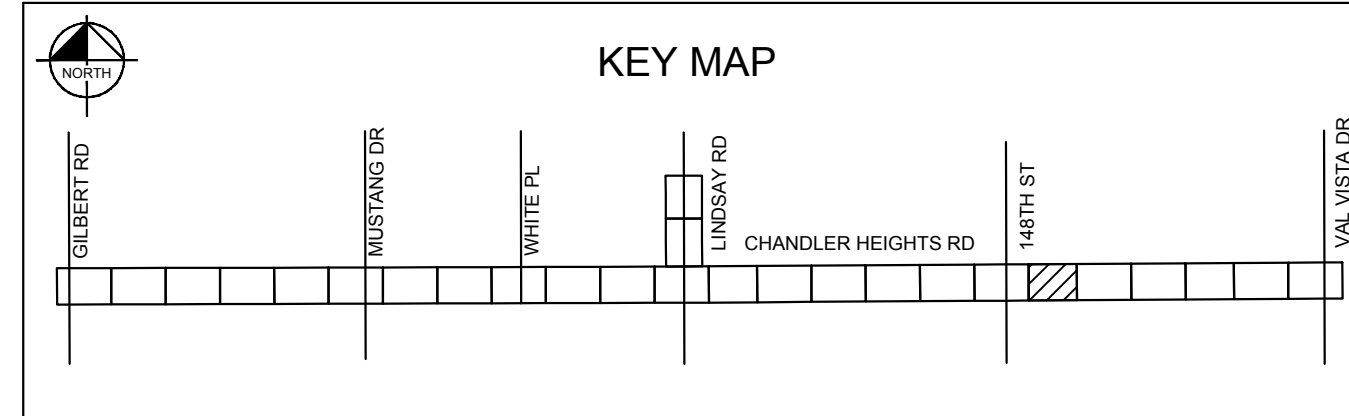 KEY MAP
NORTH
GILBERT RD
MUSTANG DR
WHITE PL
LINDSAY RD
CHANDLER HEIGHTS RD
148TH ST
VAL VISTA DR